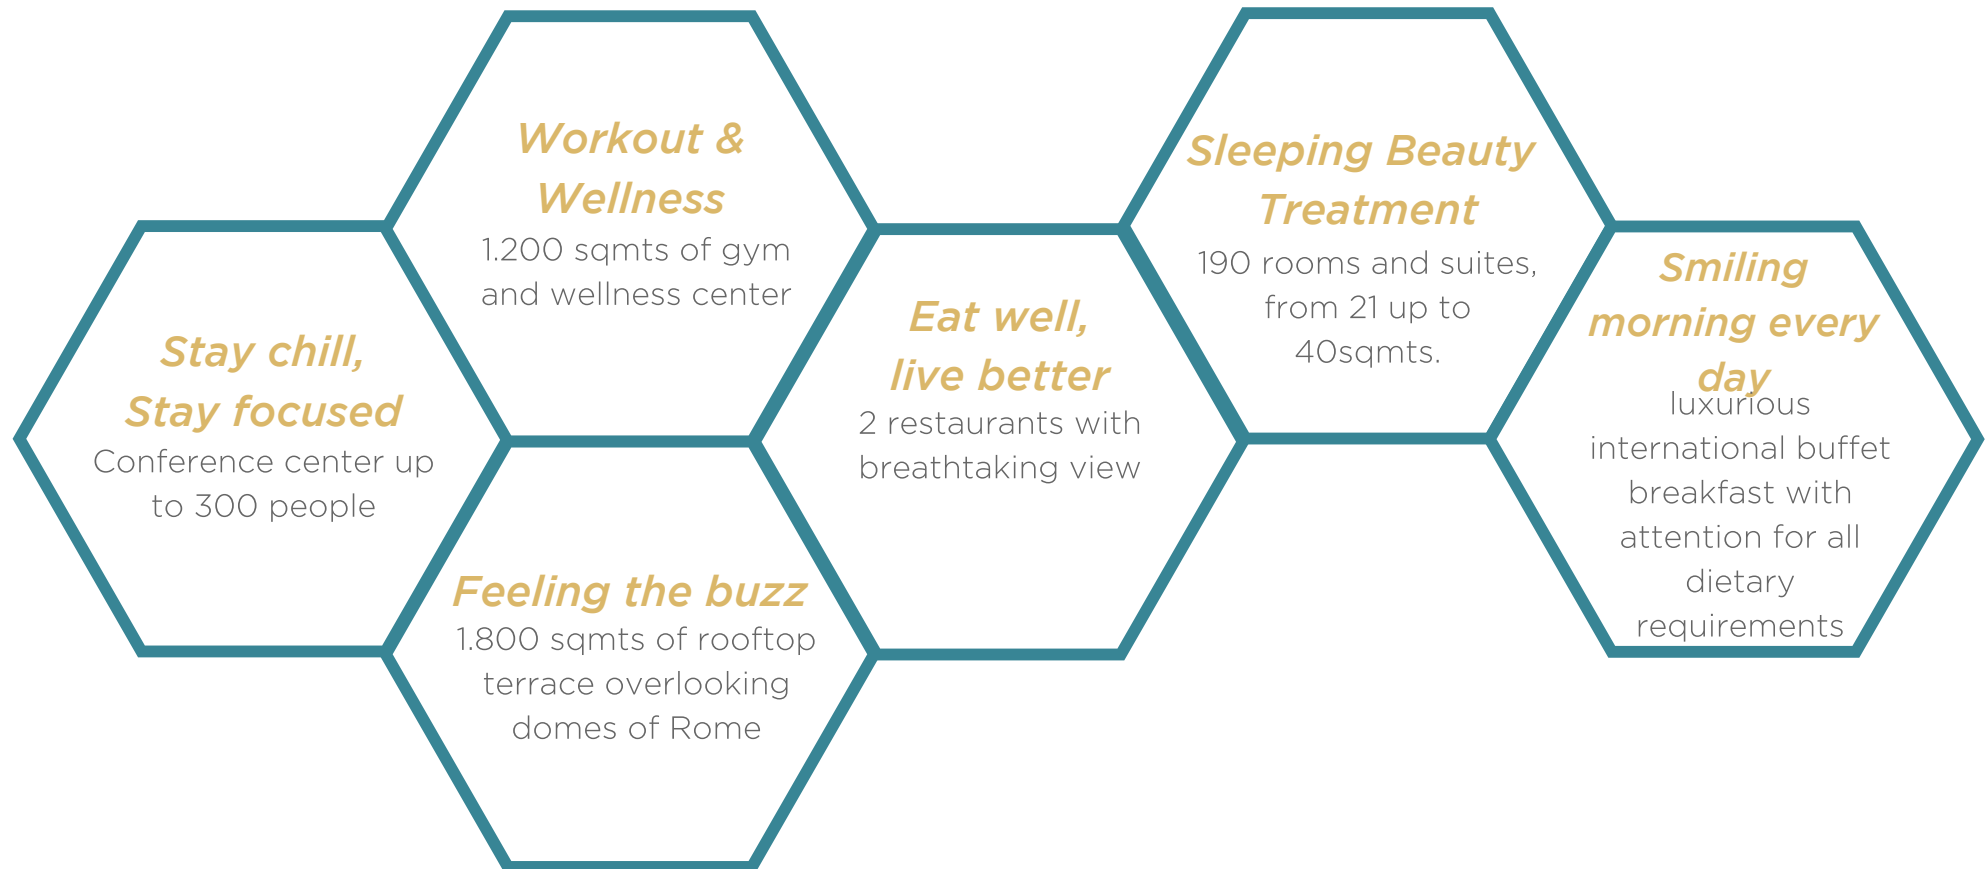 Workout &
Wellness
1.200 sqmts of gym
and wellness center
Sleeping Beauty
Treatment
190 rooms and suites,
from 21 up to
40sqmts.
Stay chill,
Stay focused
Conference center up
to 300 people
Eat well,
live better
2 restaurants with
breathtaking view
Smiling
morning every
day
luxurious
international buffet
breakfast with
attention for all
dietary
requirements
Feeling the buzz
1.800 sqmts of rooftop
terrace overlooking
domes of Rome